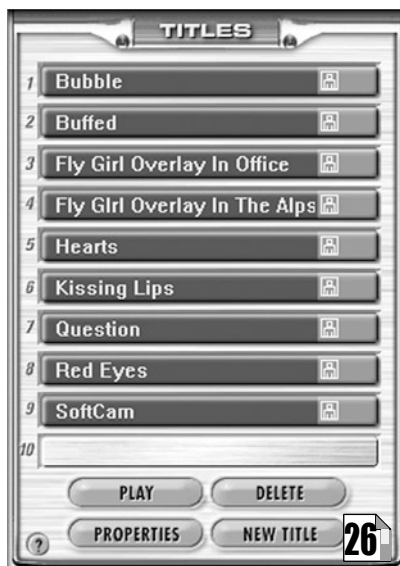 TITLES
1 Bubble
2 Buffed
3 Fly Girl Overlay In Office
4 Fly GIrl Overlay In The Alps
5 Hearts
6 Kissing Lips
7 Question
8 Red Eyes
9 SoftCam
10
PLAY DELETE
? PROPERTIES NEW TITLE 26